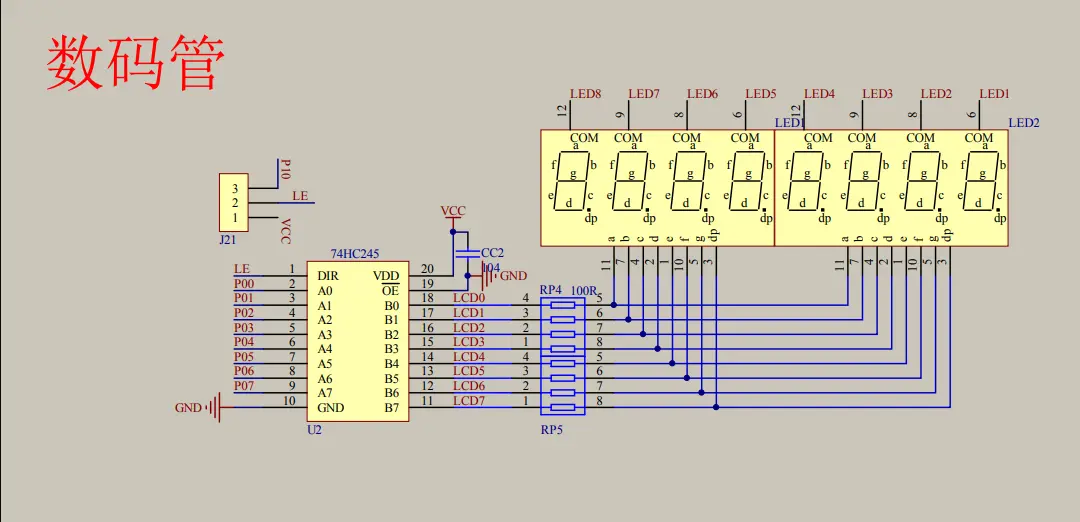 数码管
LED8 LED7 LED6 LED5 LED4 LED3 LED2 LED1
12 9 8 6 12 9 8 6
LED1 LED2
COM COM COM COM COM COM COM COM
a a a a a a a a
f b f b f b f b f b f b f b f b
g g g g g g g g
e c e c e c e c e c e c e c e c
d d d d d d d d
dp dp dp dp dp dp dp dp
a b c d e f g dp a b c d e f g dp
11 7 4 2 1 10 5 3 11 7 4 2 1 10 5 3
P10
3
2 LE
1
VCC
J21
VCC
CC2
104
GND
74HC245
LE 1 DIR VDD 20
P00 2 A0 OE 19
P01 3 A1 B0 18 LCD0 4 5
P02 4 A2 B1 17 LCD1 3 6
P03 5 A3 B2 16 LCD2 2 7
P04 6 A4 B3 15 LCD3 1 8
P05 7 A5 B4 14 LCD4 4 5
P06 8 A6 B5 13 LCD5 3 6
P07 9 A7 B6 12 LCD6 2 7
GND 10 GND B7 11 LCD7 1 8
U2
RP4 100R
RP5